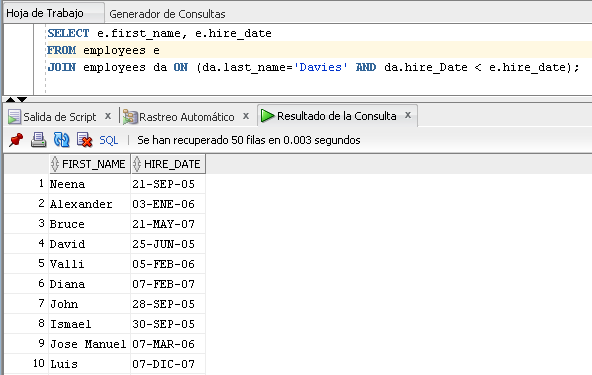 Hoja de Trabajo Generador de Consultas
SELECT e.first_name, e.hire_date
FROM employees e
JOIN employees da ON (da.last_name='Davies' AND da.hire_Date < e.hire_date);
Salida de Script x Rastreo Automático x Resultado de la Consulta x
SQL | Se han recuperado 50 filas en 0.003 segundos
FIRST_NAME HIRE_DATE
1 Neena 21-SEP-05
2 Alexander 03-ENE-06
3 Bruce 21-MAY-07
4 David 25-JUN-05
5 Valli 05-FEB-06
6 Diana 07-FEB-07
7 John 28-SEP-05
8 Ismael 30-SEP-05
9 Jose Manuel 07-MAR-06
10 Luis 07-DIC-07